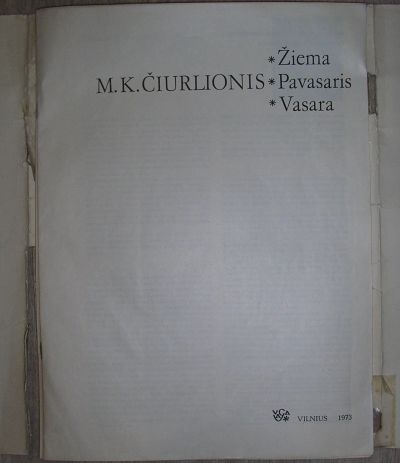 * Žiema
M. K. ČIURLIONIS * Pavasaris
* Vasara
VILNIUS 1973